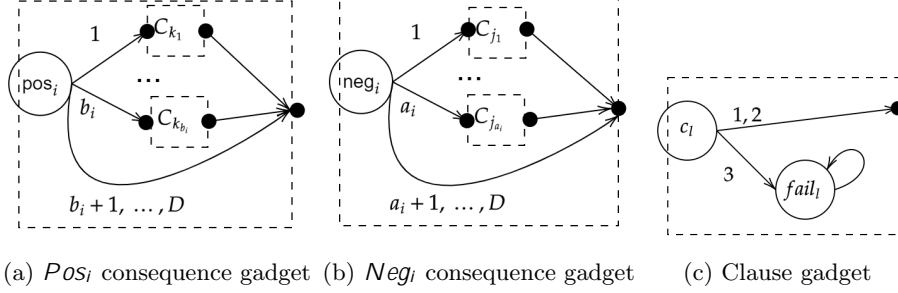 1
C_{k_1}
pos_i
...
b_i
C_{k_{b_i}}
b_i + 1, ..., D
1
C_{j_1}
neg_i
...
a_i
C_{j_{a_i}}
a_i + 1, ..., D
c_l
1, 2
3
fail_l
(a) Pos_i consequence gadget (b) Neg_i consequence gadget (c) Clause gadget